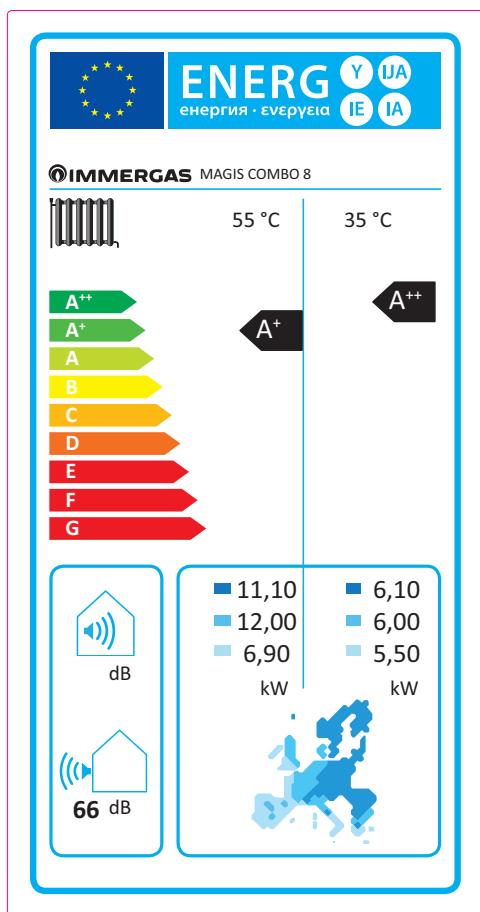 ENERG Y IJA
енергия · ενεργεια IE IA
IMMERGAS MAGIS COMBO 8
55 °C 35 °C
A++
A++
A+
A+
A
B
C
D
E
F
G
11,10 6,10
12,00 6,00
6,90 5,50
kW kW
dB
66 dB